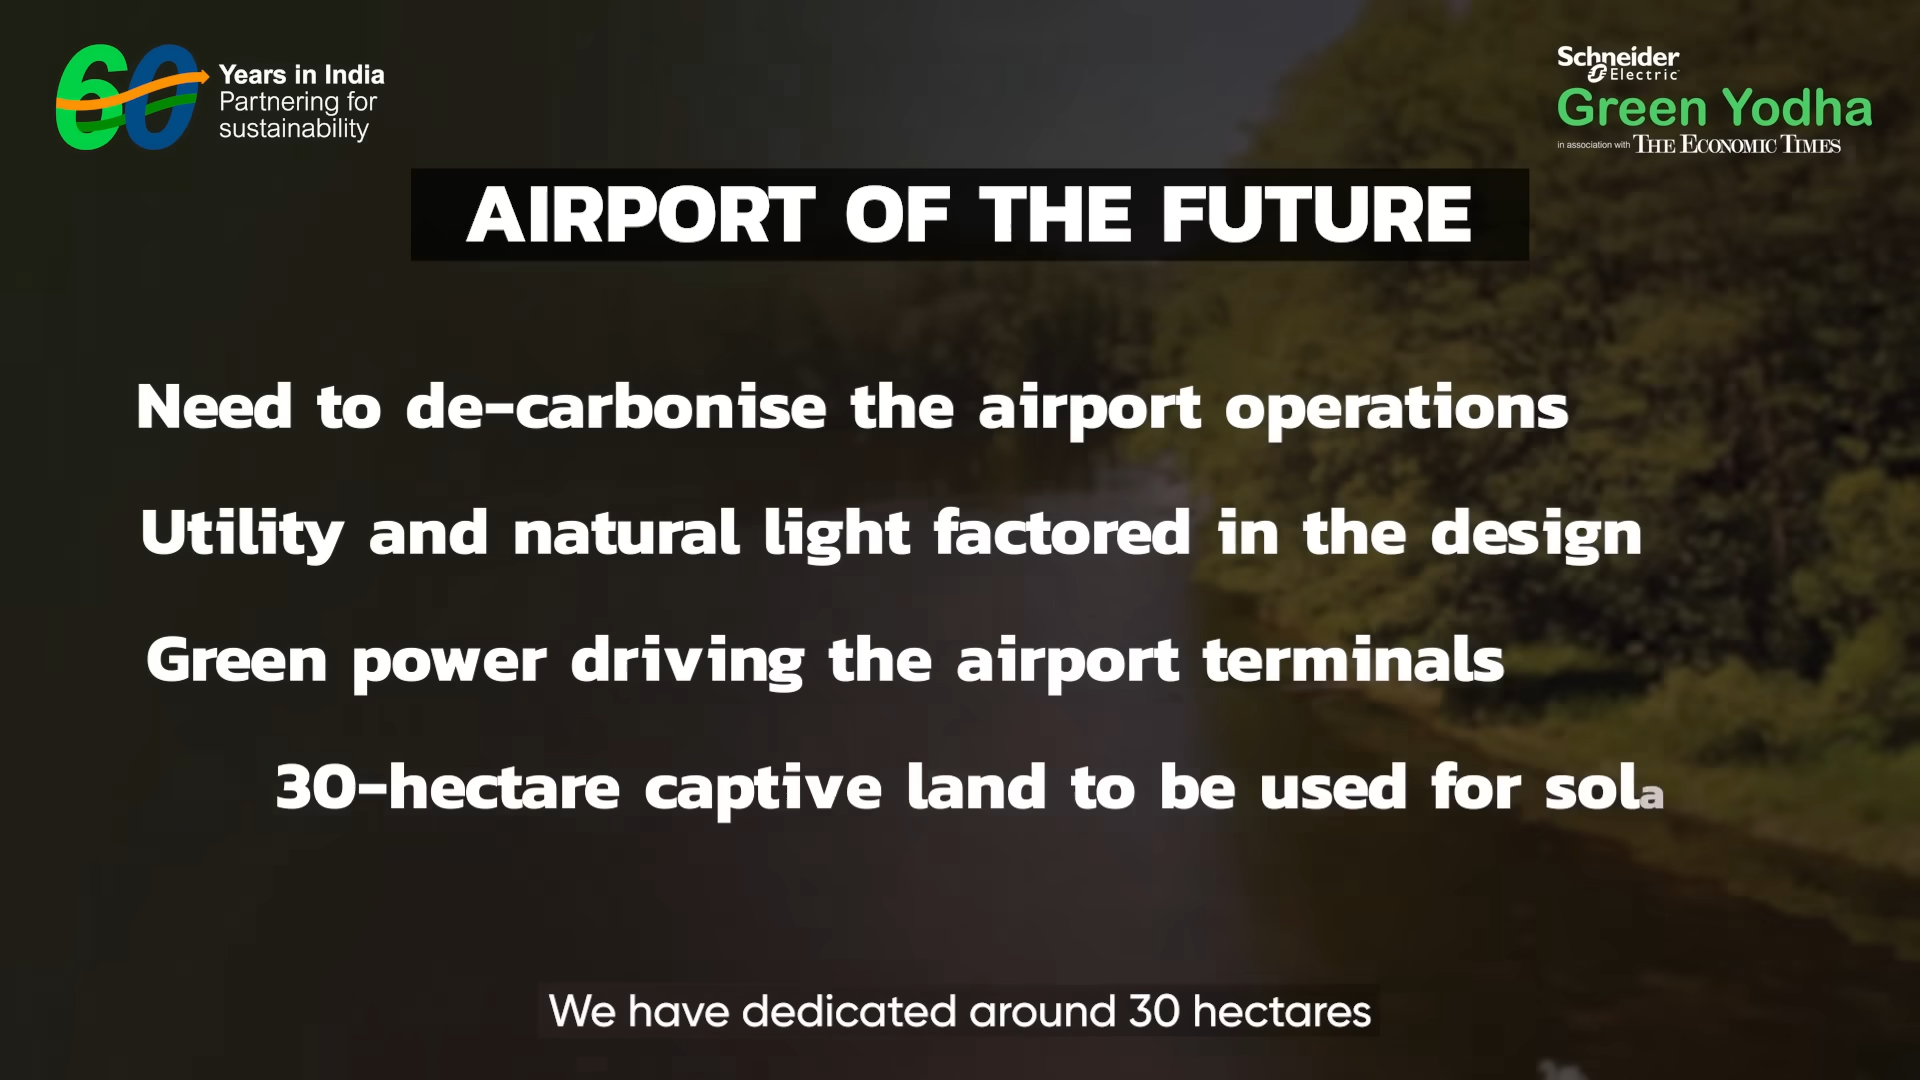 60 Years in India
Partnering for
sustainability
Schneider
Electric
Green Yodha
in association with THE ECONOMIC TIMES
AIRPORT OF THE FUTURE
Need to de-carbonise the airport operations
Utility and natural light factored in the design
Green power driving the airport terminals
30-hectare captive land to be used for sola
We have dedicated around 30 hectares